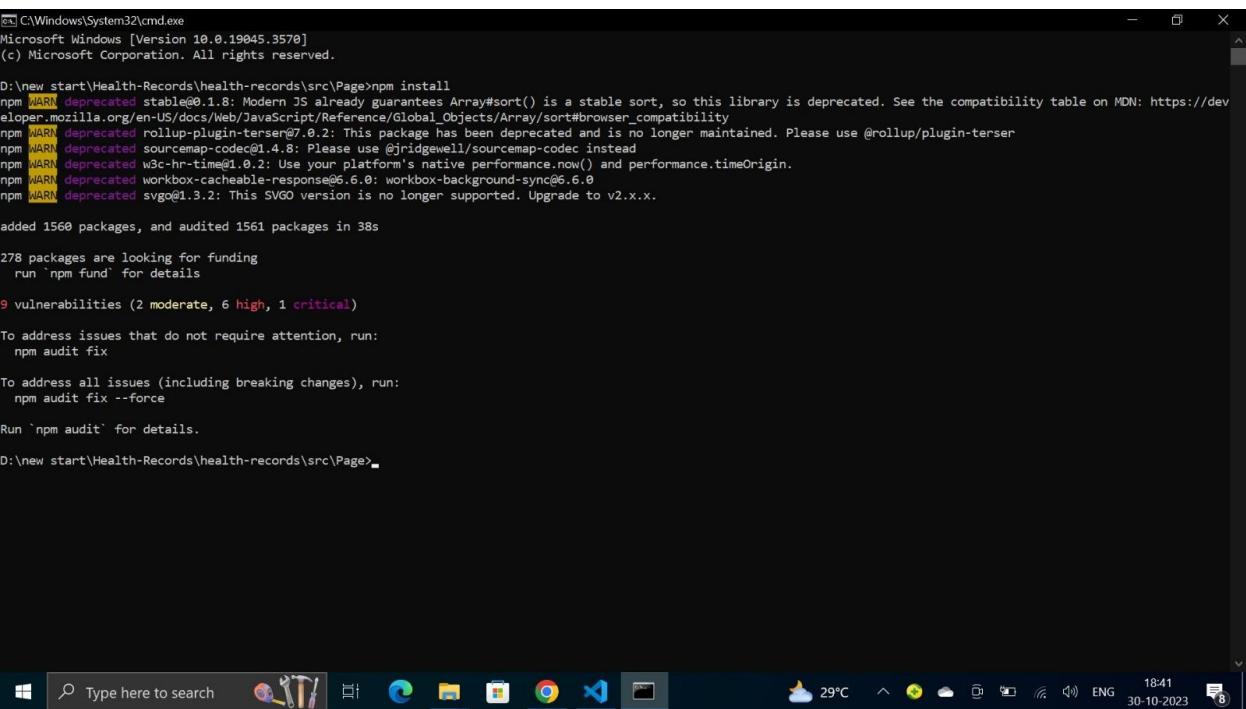 C:\Windows\System32\cmd.exe
Microsoft Windows [Version 10.0.19045.3570]
(c) Microsoft Corporation. All rights reserved.
D:\new start\Health-Records\health-records\src\Page>npm install
npm WARN deprecated stable@0.1.8: Modern JS already guarantees Array#sort() is a stable sort, so this library is deprecated. See the compatibility table on MDN: https://dev
eloper.mozilla.org/en-US/docs/Web/JavaScript/Reference/Global_Objects/Array/sort#browser_compatibility
npm WARN deprecated rollup-plugin-terser@7.0.2: This package has been deprecated and is no longer maintained. Please use @rollup/plugin-terser
npm WARN deprecated sourcemap-codec@1.4.8: Please use @jridgewell/sourcemap-codec instead
npm WARN deprecated w3c-hr-time@1.0.2: Use your platform's native performance.now() and performance.timeOrigin.
npm WARN deprecated workbox-cacheable-response@6.6.0: workbox-background-sync@6.6.0
npm WARN deprecated svgo@1.3.2: This SVGO version is no longer supported. Upgrade to v2.x.x.
added 1560 packages, and audited 1561 packages in 38s
278 packages are looking for funding
  run `npm fund` for details
9 vulnerabilities (2 moderate, 6 high, 1 critical)
To address issues that do not require attention, run:
  npm audit fix
To address all issues (including breaking changes), run:
  npm audit fix --force
Run `npm audit` for details.
D:\new start\Health-Records\health-records\src\Page>
Type here to search
29°C
ENG
18:41
30-10-2023
8